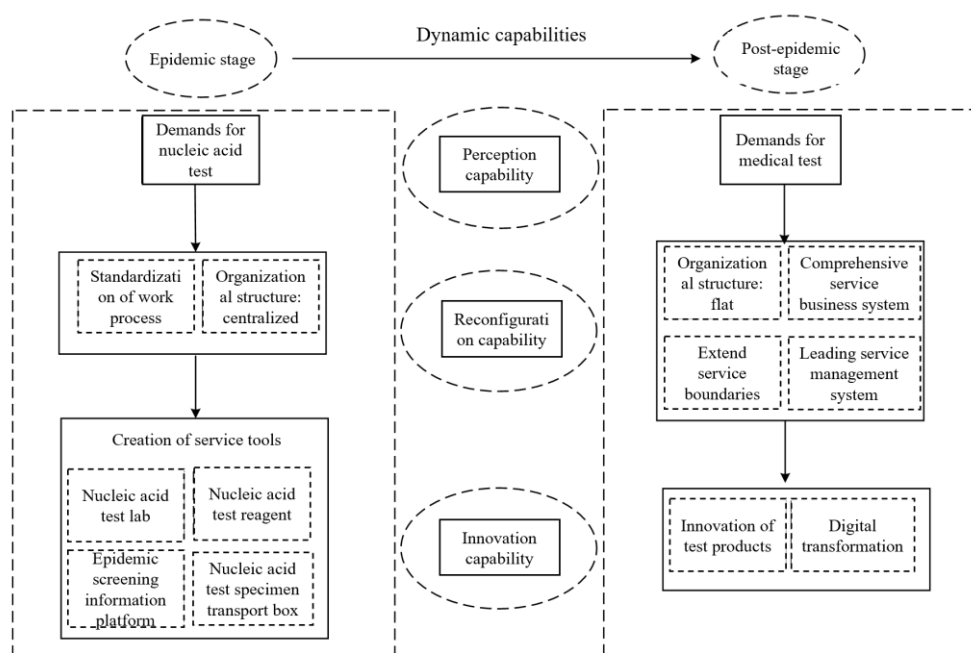 Dynamic capabilities
Epidemic stage
Post-epidemic
stage
Demands for
nucleic acid
test
Standardizati
on of work
process
Organization
al structure:
centralized
Creation of service tools
Nucleic acid
test lab
Nucleic acid
test reagent
Epidemic
screening
information
platform
Nucleic acid
test specimen
transport box
Perception
capability
Reconfigurati
on capability
Innovation
capability
Demands for
medical test
Organization
al structure:
flat
Comprehensive
service
business system
Extend
service
boundaries
Leading service
management
system
Innovation of
test products
Digital
transformation